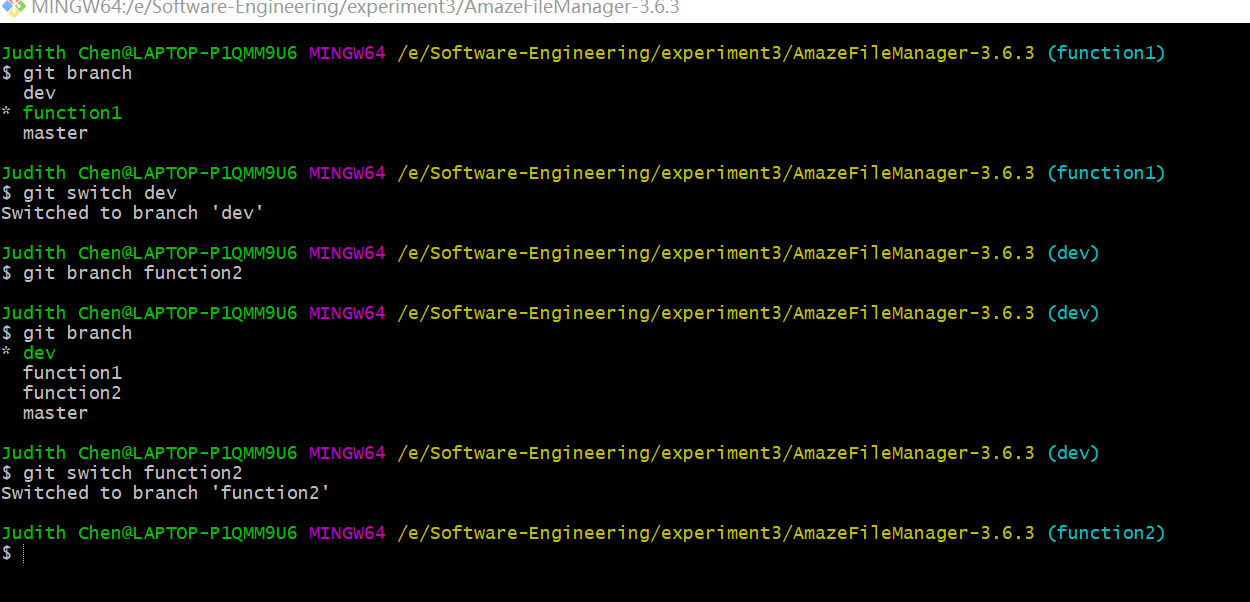 MINGW64:/e/Software-Engineering/experiment3/AmazeFileManager-3.6.3
Judith Chen@LAPTOP-P1QMM9U6 MINGW64 /e/Software-Engineering/experiment3/AmazeFileManager-3.6.3 (function1)
$ git branch
  dev
* function1
  master
Judith Chen@LAPTOP-P1QMM9U6 MINGW64 /e/Software-Engineering/experiment3/AmazeFileManager-3.6.3 (function1)
$ git switch dev
Switched to branch 'dev'
Judith Chen@LAPTOP-P1QMM9U6 MINGW64 /e/Software-Engineering/experiment3/AmazeFileManager-3.6.3 (dev)
$ git branch function2
Judith Chen@LAPTOP-P1QMM9U6 MINGW64 /e/Software-Engineering/experiment3/AmazeFileManager-3.6.3 (dev)
$ git branch
* dev
  function1
  function2
  master
Judith Chen@LAPTOP-P1QMM9U6 MINGW64 /e/Software-Engineering/experiment3/AmazeFileManager-3.6.3 (dev)
$ git switch function2
Switched to branch 'function2'
Judith Chen@LAPTOP-P1QMM9U6 MINGW64 /e/Software-Engineering/experiment3/AmazeFileManager-3.6.3 (function2)
$